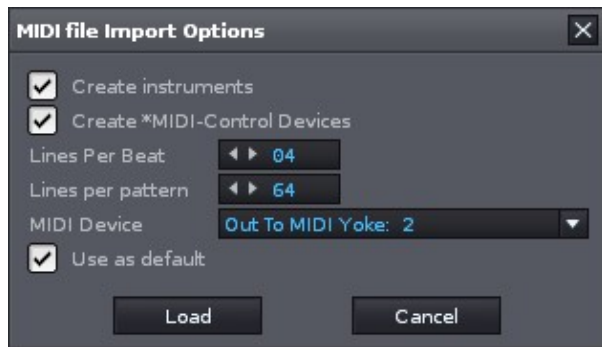 MIDI file Import Options
Create instruments
Create *MIDI-Control Devices
Lines Per Beat 04
Lines per pattern 64
MIDI Device Out To MIDI Yoke: 2
Use as default
Load Cancel